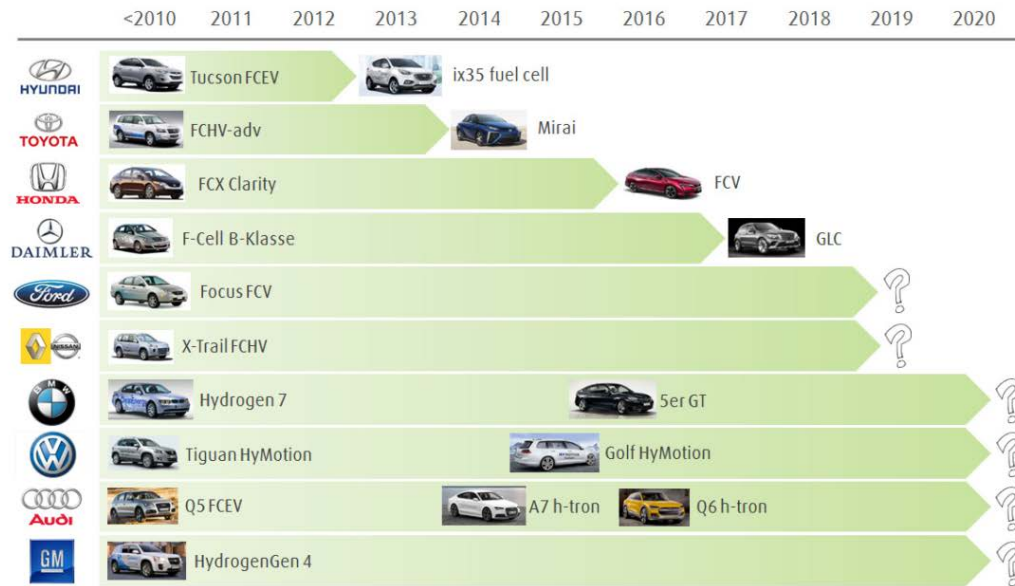 <2010 2011 2012 2013 2014 2015 2016 2017 2018 2019 2020
HYUNDAI Tucson FCEV ix35 fuel cell
TOYOTA FCHV-adv Mirai
HONDA FCX Clarity FCV
DAIMLER F-Cell B-Klasse GLC
Ford Focus FCV ?
NISSAN X-Trail FCHV ?
BMW Hydrogen 7 5er GT ?
VW Tiguan HyMotion Golf HyMotion ?
Audi Q5 FCEV A7 h-tron Q6 h-tron ?
GM HydrogenGen 4 ?